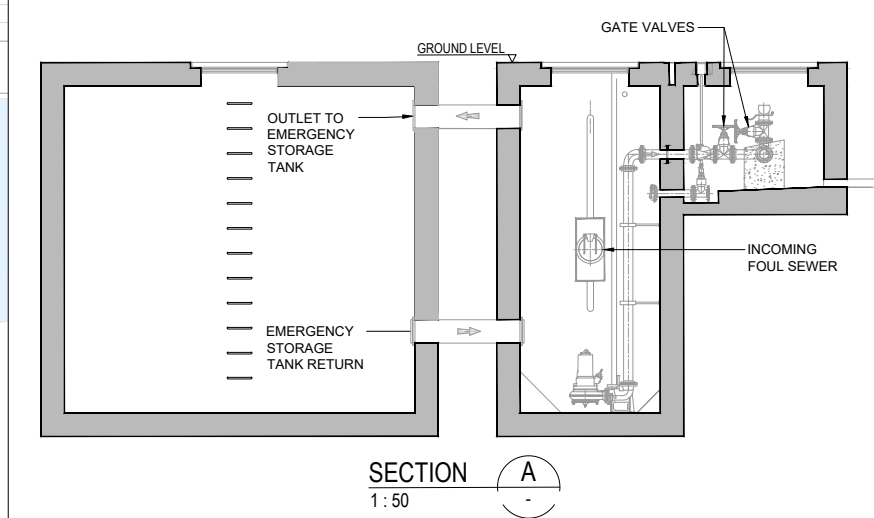 GATE VALVES
GROUND LEVEL
OUTLET TO
EMERGENCY
STORAGE
TANK
INCOMING
FOUL SEWER
EMERGENCY
STORAGE
TANK RETURN
SECTION
A
1 : 50
-